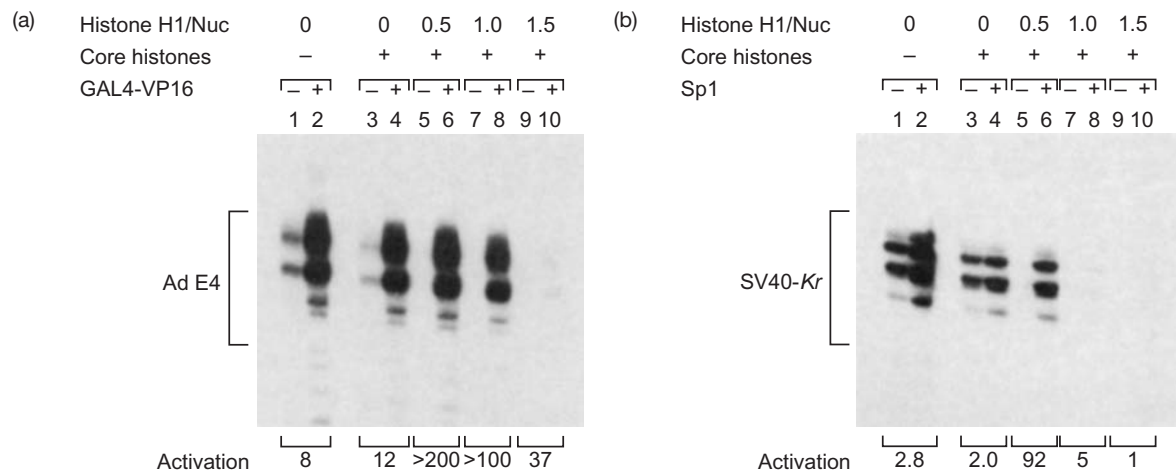 (a)
Histone H1/Nuc 0 0 0.5 1.0 1.5
Core histones – + + + +
GAL4-VP16 – + – + – + – + – +
1 2 3 4 5 6 7 8 9 10
Ad E4
Activation 8 12 >200 >100 37
(b)
Histone H1/Nuc 0 0 0.5 1.0 1.5
Core histones – + + + +
Sp1 – + – + – + – + – +
1 2 3 4 5 6 7 8 9 10
SV40-Kr
Activation 2.8 2.0 92 5 1